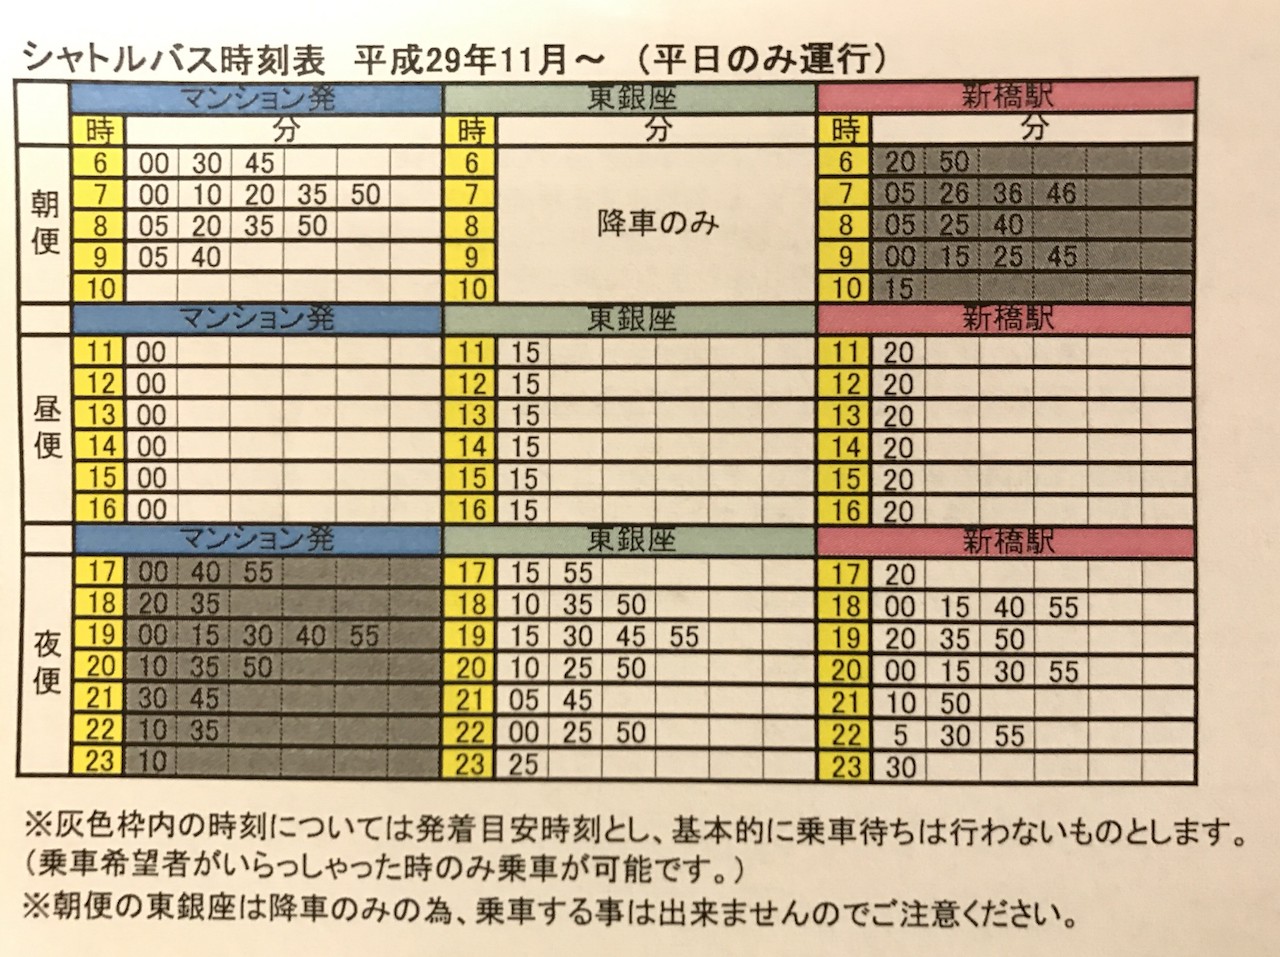 シャトルバス時刻表 平成29年11月～ （平日のみ運行）
マンション発 東銀座 新橋駅
時 分 時 分 時 分
朝便
6 00 30 45 6 6 20 50
7 00 10 20 35 50 7 7 05 26 36 46
8 05 20 35 50 8 降車のみ 8 05 25 40
9 05 40 9 9 00 15 25 45
10 10 10 15
マンション発 東銀座 新橋駅
昼便
11 00 11 15 11 20
12 00 12 15 12 20
13 00 13 15 13 20
14 00 14 15 14 20
15 00 15 15 15 20
16 00 16 15 16 20
マンション発 東銀座 新橋駅
夜便
17 00 40 55 17 15 55 17 20
18 20 35 18 10 35 50 18 00 15 40 55
19 00 15 30 40 55 19 15 30 45 55 19 20 35 50
20 10 35 50 20 10 25 50 20 00 15 30 55
21 30 45 21 05 45 21 10 50
22 10 35 22 00 25 50 22 5 30 55
23 10 23 25 23 30
※灰色枠内の時刻については発着目安時刻とし、基本的に乗車待ちは行わないものとします。
（乗車希望者がいらっしゃった時のみ乗車が可能です。）
※朝便の東銀座は降車のみの為、乗車する事は出来ませんのでご注意ください。